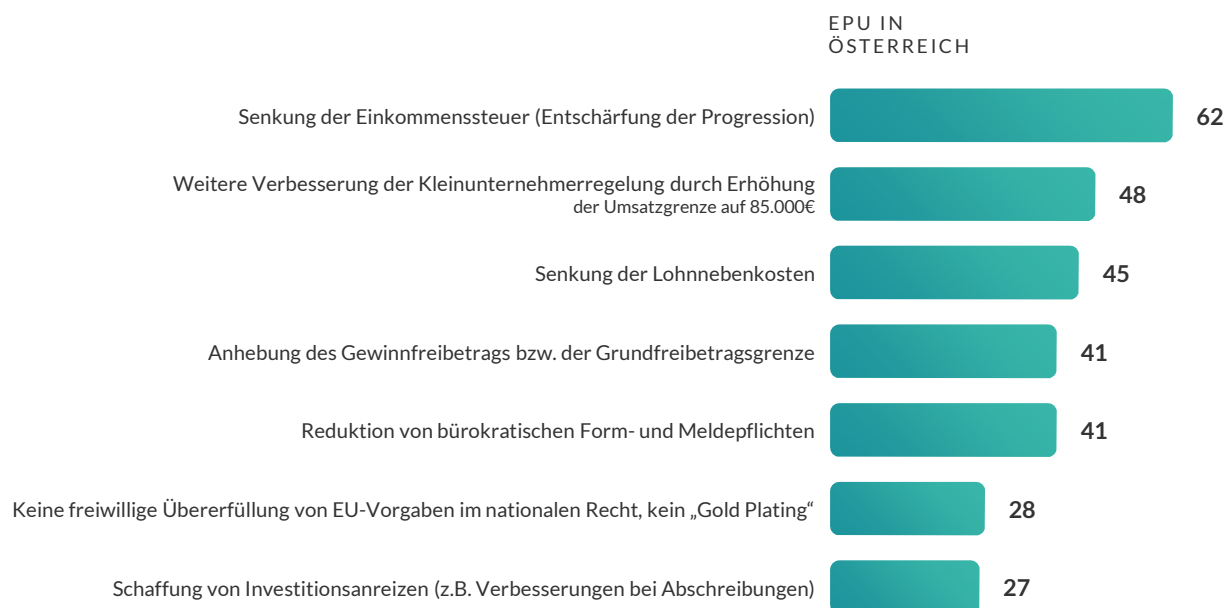 EPU IN
ÖSTERREICH
Senkung der Einkommenssteuer (Entschärfung der Progression)
62
Weitere Verbesserung der Kleinunternehmerregelung durch Erhöhung
der Umsatzgrenze auf 85.000€
48
Senkung der Lohnnebenkosten
45
Anhebung des Gewinnfreibetrags bzw. der Grundfreibetragsgrenze
41
Reduktion von bürokratischen Form- und Meldepflichten
41
Keine freiwillige Übererfüllung von EU-Vorgaben im nationalen Recht, kein „Gold Plating“
28
Schaffung von Investitionsanreizen (z.B. Verbesserungen bei Abschreibungen)
27